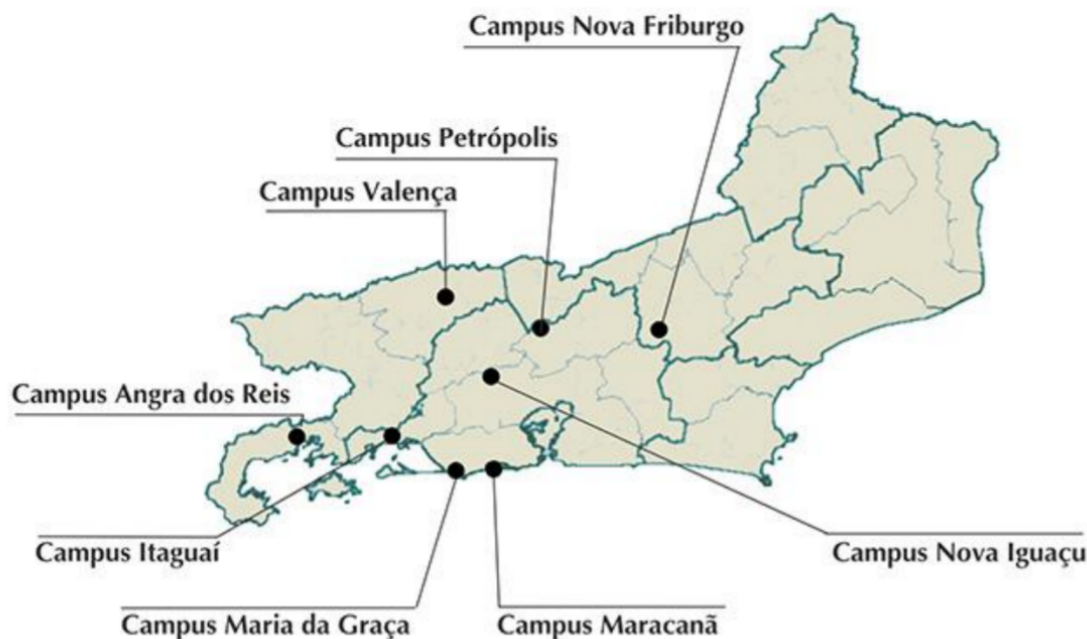 Campus Nova Friburgo
Campus Petrópolis
Campus Valença
Campus Angra dos Reis
Campus Itaguaí
Campus Nova Iguaçu
Campus Maria da Graça
Campus Maracanã